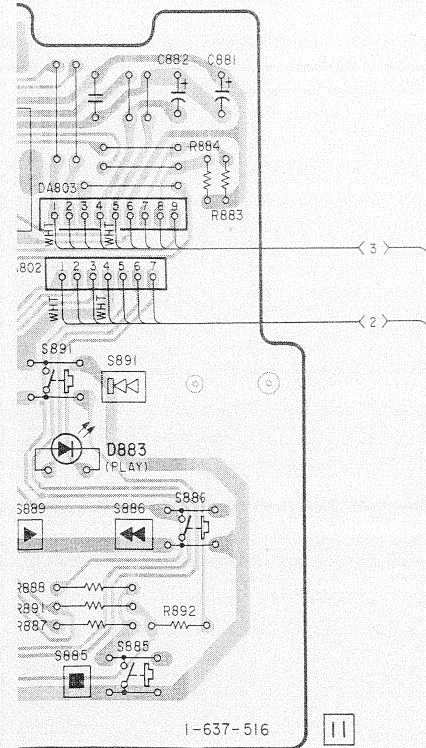 C882 C881
R884
DA803
R883
1 2 3 4 5 6 7 8 9
WHT
WHT
3
802
1 2 3 4 5 6 7
WHT
WHT
2
S891
S891
D883
(PLAY)
S889 S886 S886
R888
R891
R887
R892
S885 S885
1-637-516
11